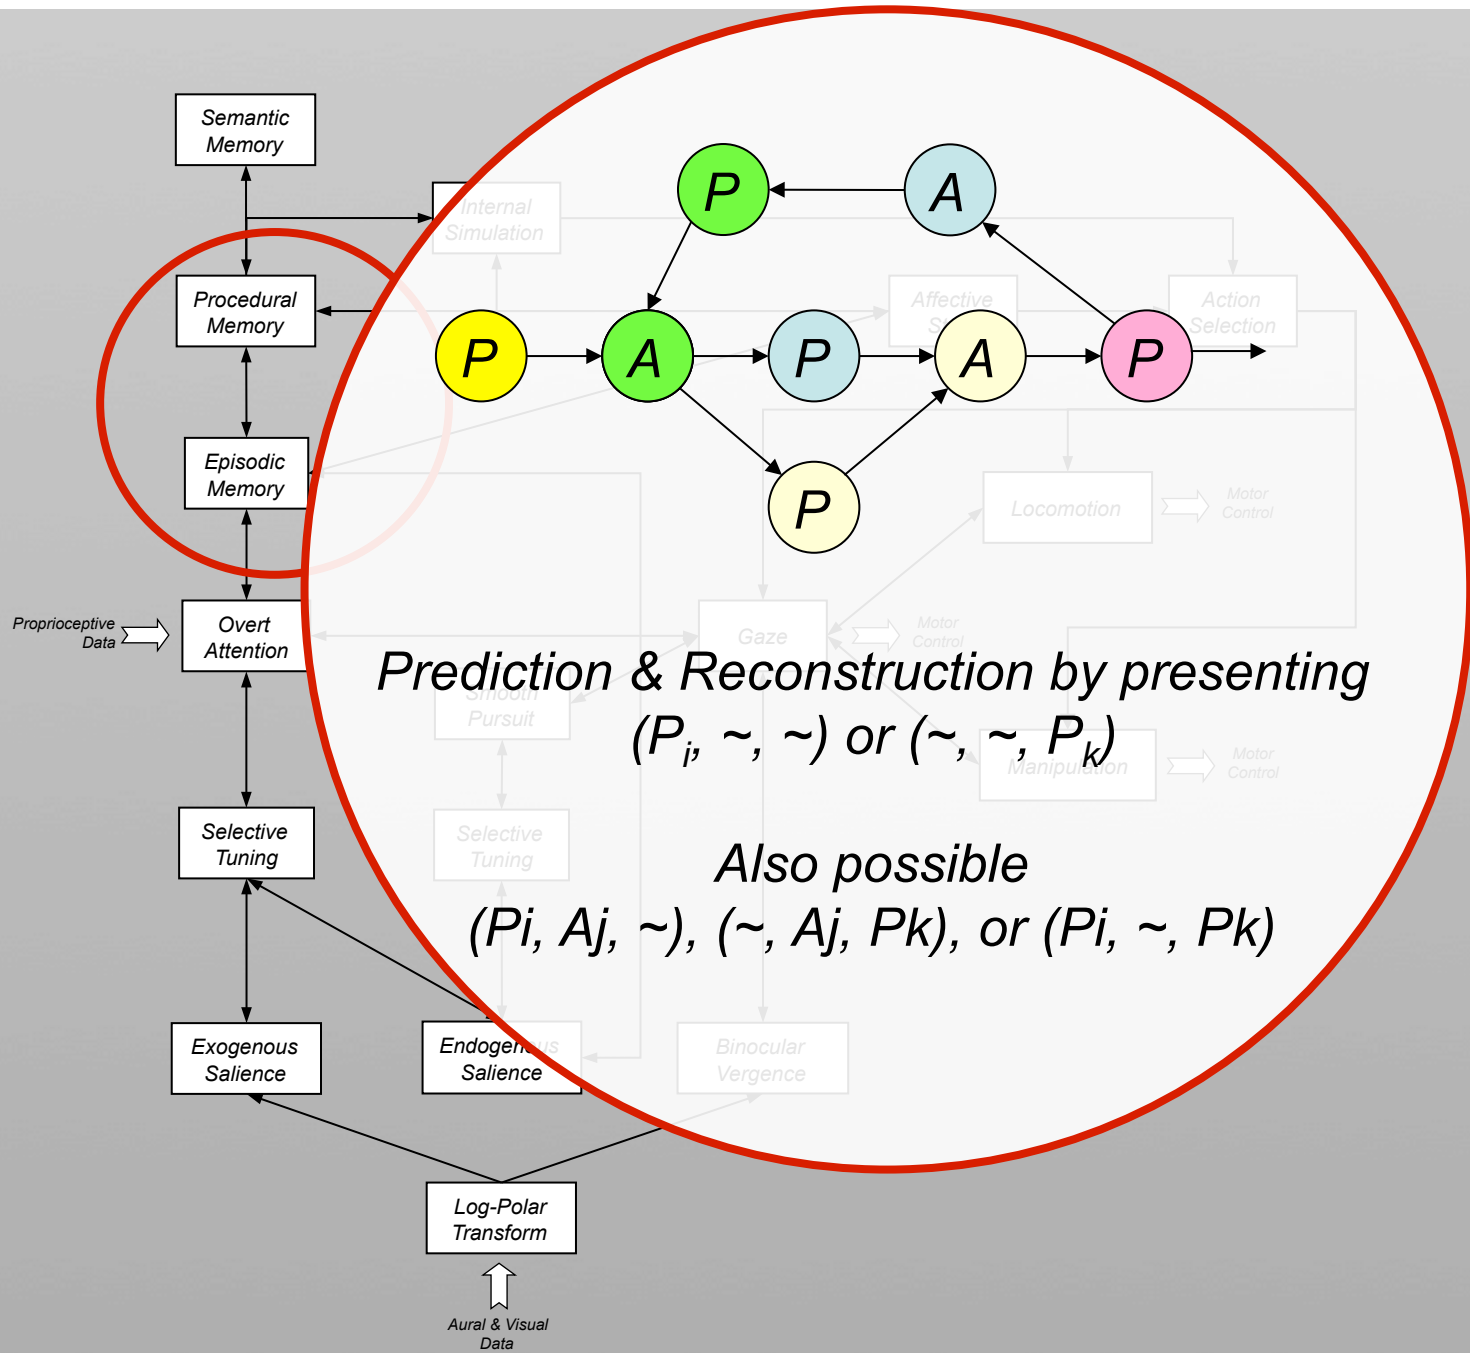 Semantic
Memory
Internal
Simulation
Procedural
Memory
Affective
Action
Selection
P
A
P
A
P
A
P
P
Episodic
Memory
Locomotion
Motor
Control
Proprioceptive
Data
Overt
Attention
Gaze
Motor
Control
Prediction & Reconstruction by presenting
(Pi, ~, ~) or (~, ~, Pk)
Smooth
Pursuit
Manipulation
Motor
Control
Selective
Tuning
Selective
Tuning
Also possible
(Pi, Aj, ~), (~, Aj, Pk), or (Pi, ~, Pk)
Exogenous
Salience
Endogenous
Salience
Binocular
Vergence
Log-Polar
Transform
Aural & Visual
Data